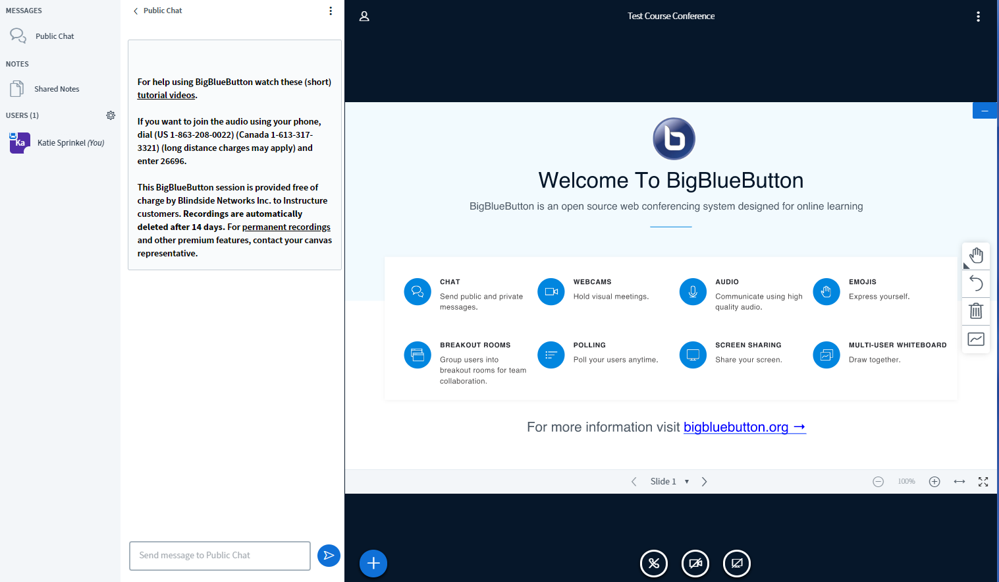 MESSAGES
Public Chat
NOTES
Shared Notes
USERS (1)
Ka
Katie Sprinkel (You)
Public Chat
For help using BigBlueButton watch these (short)
tutorial videos.
If you want to join the audio using your phone,
dial (US 1-863-208-0022) (Canada 1-613-317-
3321) (long distance charges may apply) and
enter 26696.
This BigBlueButton session is provided free of
charge by Blindside Networks Inc. to Instructure
customers. Recordings are automatically
deleted after 14 days. For permanent recordings
and other premium features, contact your canvas
representative.
Send message to Public Chat
Test Course Conference
b
Welcome To BigBlueButton
BigBlueButton is an open source web conferencing system designed for online learning
CHAT
Send public and private
messages.
WEBCAMS
Hold visual meetings.
AUDIO
Communicate using high
quality audio.
EMOJIS
Express yourself.
BREAKOUT ROOMS
Group users into
breakout rooms for team
collaboration.
POLLING
Poll your users anytime.
SCREEN SHARING
Share your screen.
MULTI-USER WHITEBOARD
Draw together.
For more information visit bigbluebutton.org →
Slide 1
100%